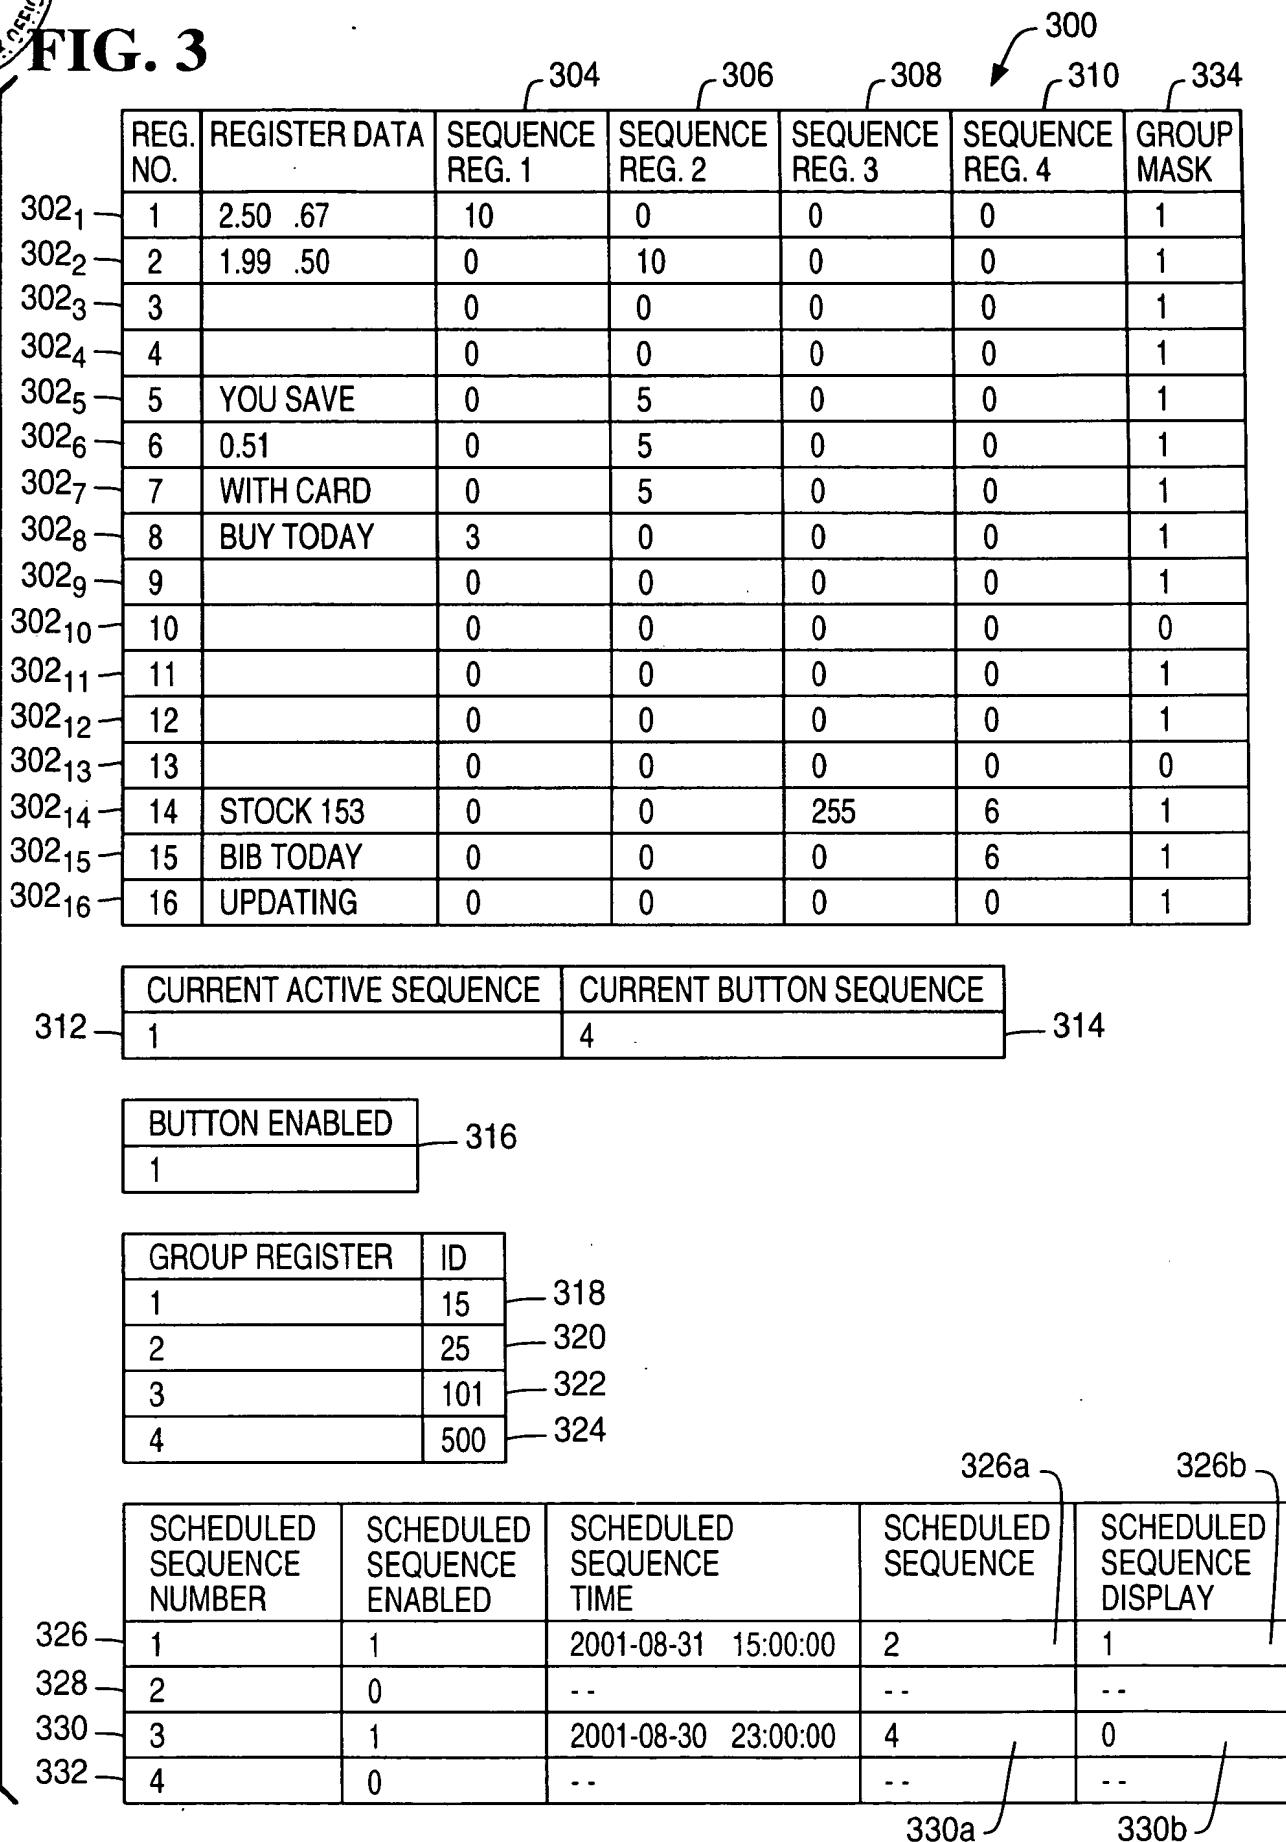 OFFI
FIG. 3
300
304 306 308 310 334
REG. NO. REGISTER DATA SEQUENCE REG. 1 SEQUENCE REG. 2 SEQUENCE REG. 3 SEQUENCE REG. 4 GROUP MASK
302₁ 1 2.50 .67 10 0 0 0 1
302₂ 2 1.99 .50 0 10 0 0 1
302₃ 3 0 0 0 0 1
302₄ 4 0 0 0 0 1
302₅ 5 YOU SAVE 0 5 0 0 1
302₆ 6 0.51 0 5 0 0 1
302₇ 7 WITH CARD 0 5 0 0 1
302₈ 8 BUY TODAY 3 0 0 0 1
302₉ 9 0 0 0 0 1
302₁₀ 10 0 0 0 0 0
302₁₁ 11 0 0 0 0 1
302₁₂ 12 0 0 0 0 1
302₁₃ 13 0 0 0 0 0
302₁₄ 14 STOCK 153 0 0 255 6 1
302₁₅ 15 BIB TODAY 0 0 0 6 1
302₁₆ 16 UPDATING 0 0 0 0 1
CURRENT ACTIVE SEQUENCE CURRENT BUTTON SEQUENCE
312 1 4 314
BUTTON ENABLED
316
1
GROUP REGISTER ID
1 15 318
2 25 320
3 101 322
4 500 324
326a 326b
SCHEDULED SEQUENCE NUMBER SCHEDULED SEQUENCE ENABLED SCHEDULED SEQUENCE TIME SCHEDULED SEQUENCE SCHEDULED SEQUENCE DISPLAY
326 1 1 2001-08-31 15:00:00 2 1
328 2 0 -- -- --
330 3 1 2001-08-30 23:00:00 4 0
332 4 0 -- -- --
330a 330b